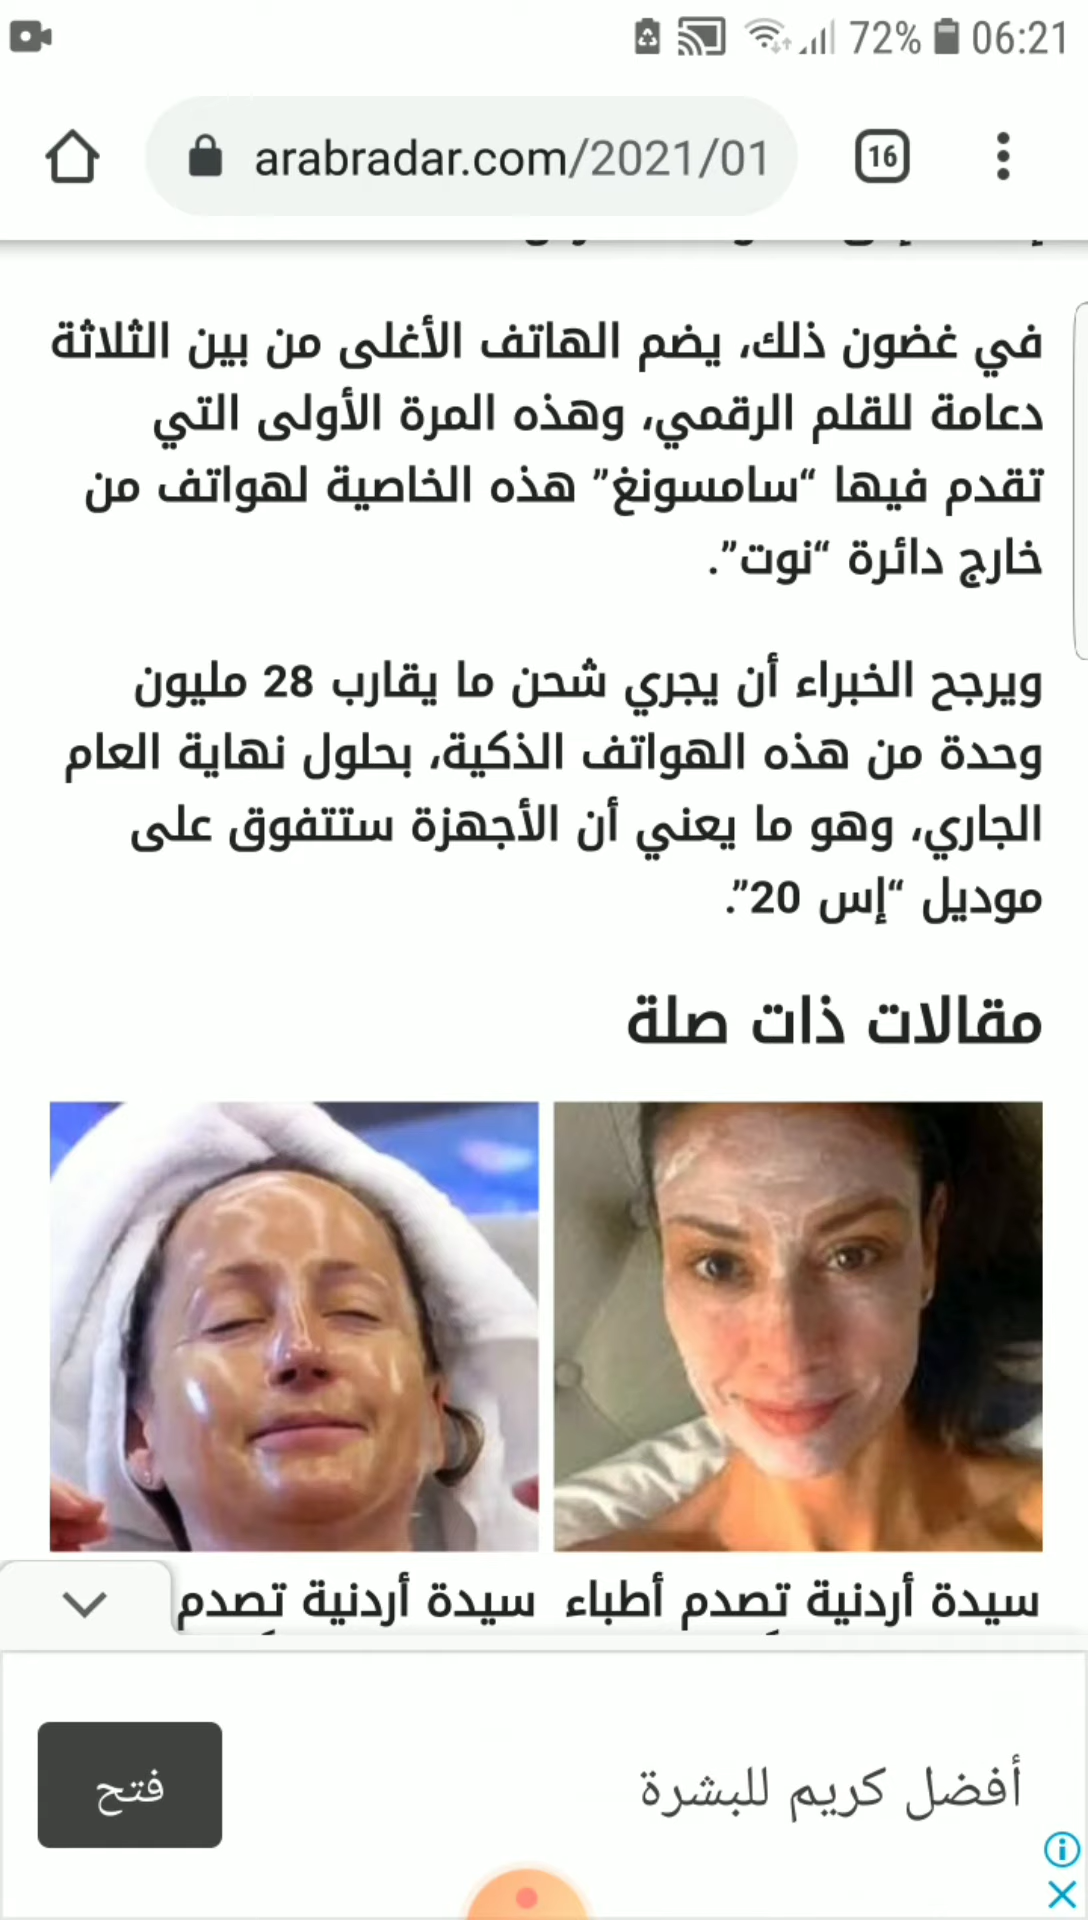 72% 06:21
arabradar.com/2021/01
16
في غضون ذلك، يضم الهاتف الأغلى من بين الثلاثة
دعامة للقلم الرقمي، وهذه المرة الأولى التي
تقدم فيها “سامسونغ” هذه الخاصية لهواتف من
خارج دائرة “نوت”.
ويرجح الخبراء أن يجري شحن ما يقارب 28 مليون
وحدة من هذه الهواتف الذكية، بحلول نهاية العام
الجاري، وهو ما يعني أن الأجهزة ستتفوق على
موديل “إس 20”.
مقالات ذات صلة
سيدة أردنية تصدم أطباء
سيدة أردنية تصدم
أفضل كريم للبشرة
فتح